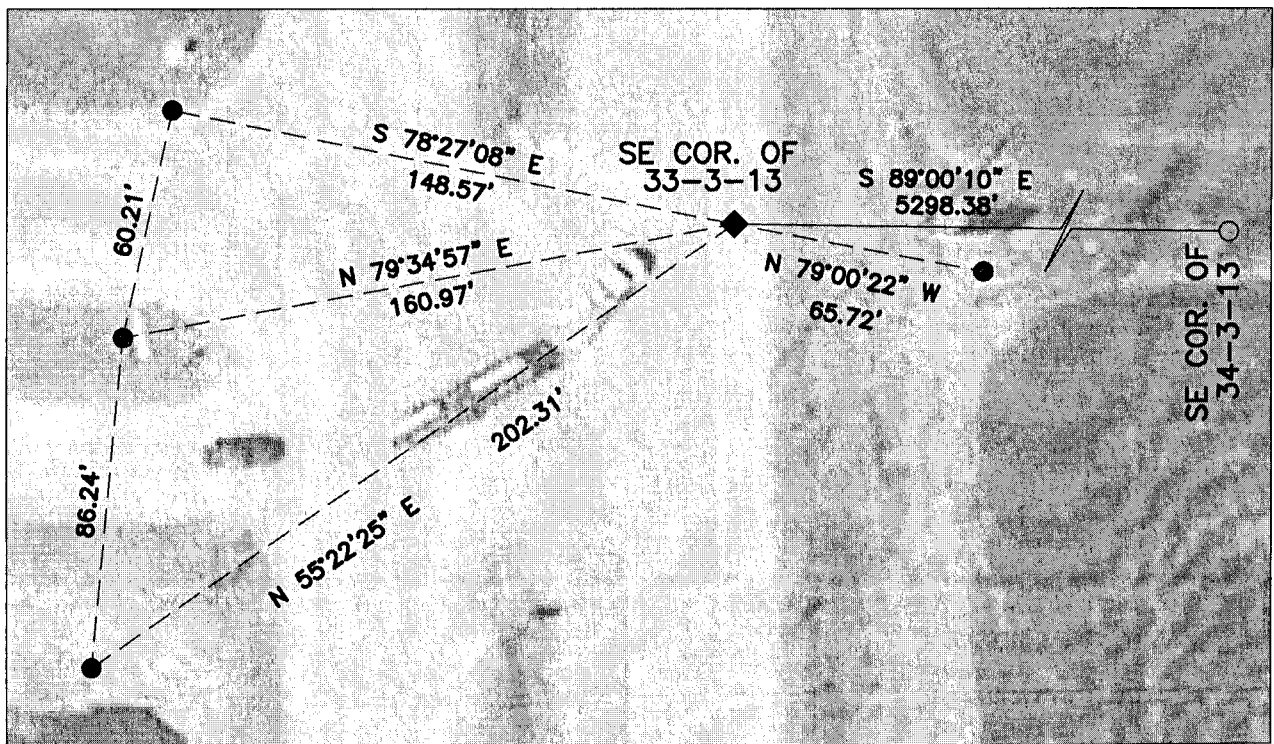 S 78°27'08" E
148.57'
SE COR. OF
33-3-13
S 89°00'10" E
5298.38'
60.21'
N 79°34'57" E
160.97'
N 79°00'22" W
65.72'
SE COR. OF
34-3-13
202.31'
86.24'
N 55°22'25" E